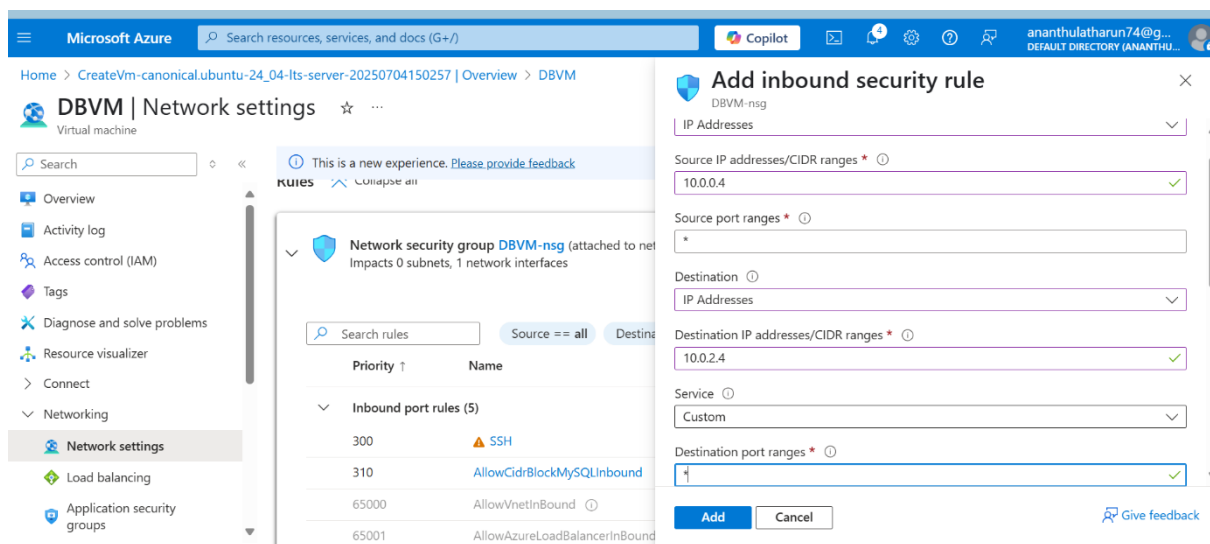 Microsoft Azure
Search resources, services, and docs (G+/)
Copilot
4
ananthulatharun74@g...
DEFAULT DIRECTORY (ANANTHU...
Home > CreateVm-canonical.ubuntu-24_04-lts-server-20250704150257 | Overview > DBVM
DBVM | Network settings
Virtual machine
Search
Overview
Activity log
Access control (IAM)
Tags
Diagnose and solve problems
Resource visualizer
Connect
Networking
Network settings
Load balancing
Application security
groups
This is a new experience. Please provide feedback
Rules Collapse all
Network security group DBVM-nsg (attached to net
Impacts 0 subnets, 1 network interfaces
Search rules
Source == all
Destina
Priority ↑ Name
Inbound port rules (5)
300 SSH
310 AllowCidrBlockMySQLInbound
65000 AllowVnetInBound
65001 AllowAzureLoadBalancerInBound
Add inbound security rule
DBVM-nsg
IP Addresses
Source IP addresses/CIDR ranges *
10.0.0.4
Source port ranges *
*
Destination
IP Addresses
Destination IP addresses/CIDR ranges *
10.0.2.4
Service
Custom
Destination port ranges *
*
Add
Cancel
Give feedback